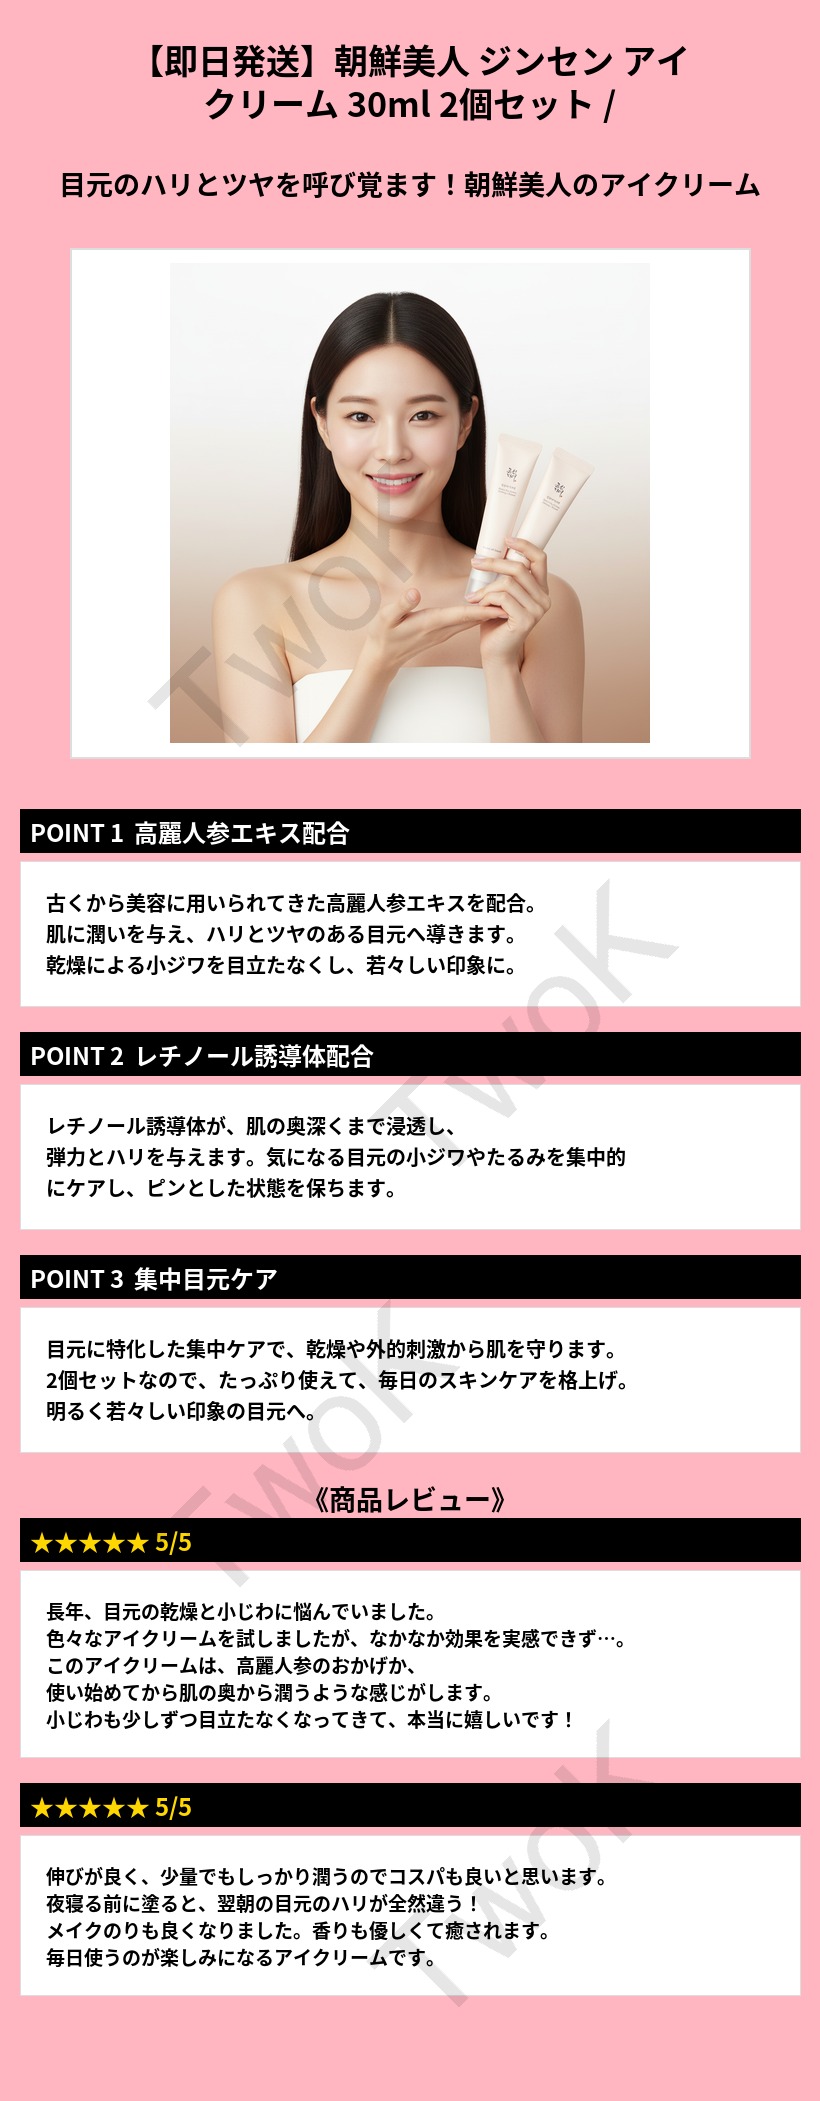 【即日発送】朝鮮美人 ジンセン アイ
クリーム 30ml 2個セット /
目元のハリとツヤを呼び覚ます！朝鮮美人のアイクリーム
TwoK
POINT 1 高麗人参エキス配合
古くから美容に用いられてきた高麗人参エキスを配合。
肌に潤いを与え、ハリとツヤのある目元へ導きます。
乾燥による小ジワを目立たなくし、若々しい印象に。
TwoK
POINT 2 レチノール誘導体配合
レチノール誘導体が、肌の奥深くまで浸透し、
弾力とハリを与えます。気になる目元の小ジワやたるみを集中的
にケアし、ピンとした状態を保ちます。
POINT 3 集中目元ケア
目元に特化した集中ケアで、乾燥や外的刺激から肌を守ります。
2個セットなので、たっぷり使えて、毎日のスキンケアを格上げ。
明るく若々しい印象の目元へ。
TwoK
《商品レビュー》
★★★★★ 5/5
長年、目元の乾燥と小じわに悩んでいました。
色々なアイクリームを試しましたが、なかなか効果を実感できず…。
このアイクリームは、高麗人参のおかげか、
使い始めてから肌の奥から潤うような感じがします。
小じわも少しずつ目立たなくなってきて、本当に嬉しいです！
★★★★★ 5/5
伸びが良く、少量でもしっかり潤うのでコスパも良いと思います。
夜寝る前に塗ると、翌朝の目元のハリが全然違う！
メイクのりも良くなりました。香りも優しくて癒されます。
毎日使うのが楽しみになるアイクリームです。
TwoK